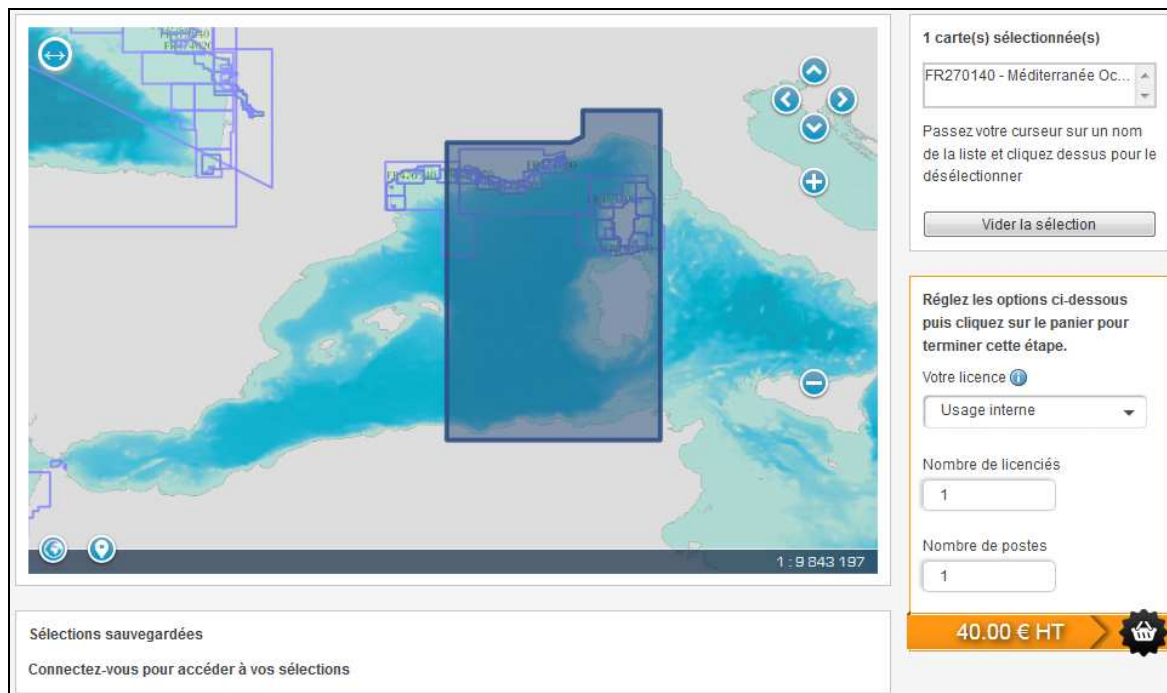 FR420340
1 : 9 843 197
Sélections sauvegardées
Connectez-vous pour accéder à vos sélections
1 carte(s) sélectionnée(s)
FR270140 - Méditerranée Oc...
Passez votre curseur sur un nom
de la liste et cliquez dessus pour le
désélectionner
Vider la sélection
Réglez les options ci-dessous
puis cliquez sur le panier pour
terminer cette étape.
Votre licence
Usage interne
Nombre de licenciés
1
Nombre de postes
1
40.00 € HT